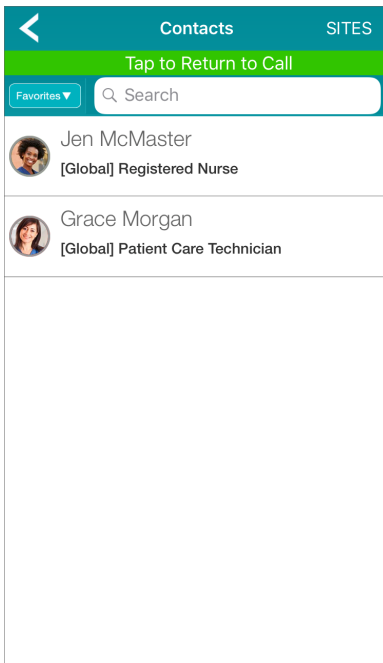 Contacts SITES
Tap to Return to Call
Favorites ▼ Search
Jen McMaster
[Global] Registered Nurse
Grace Morgan
[Global] Patient Care Technician